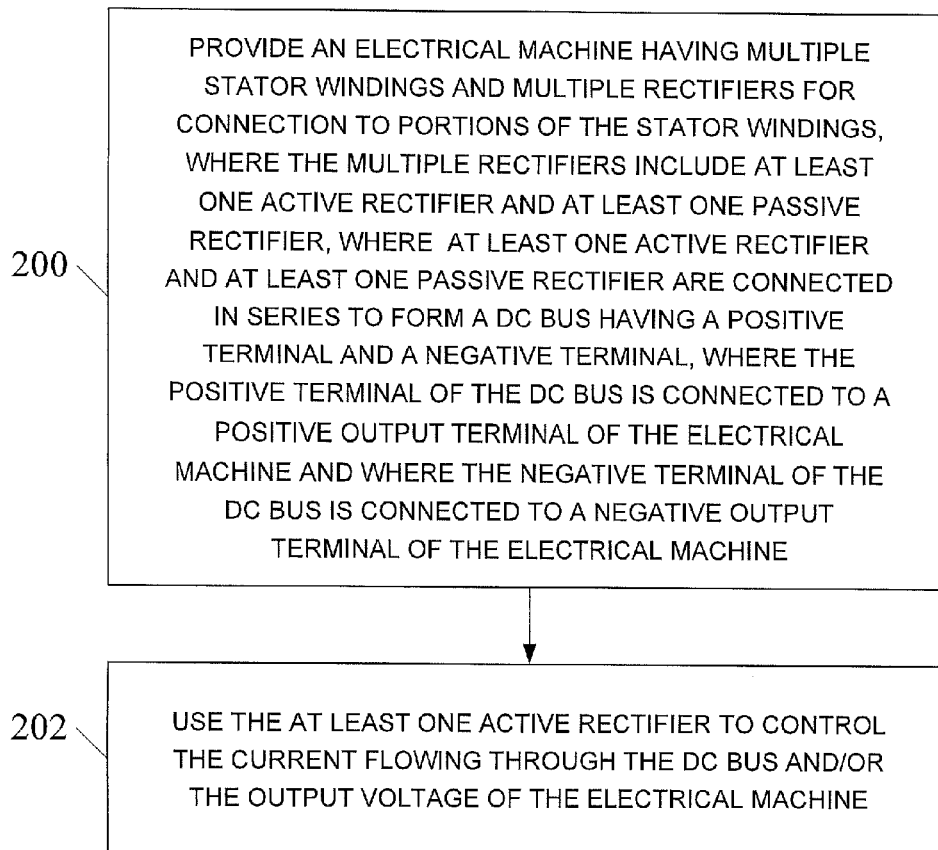 PROVIDE AN ELECTRICAL MACHINE HAVING MULTIPLE
STATOR WINDINGS AND MULTIPLE RECTIFIERS FOR
CONNECTION TO PORTIONS OF THE STATOR WINDINGS,
WHERE THE MULTIPLE RECTIFIERS INCLUDE AT LEAST
ONE ACTIVE RECTIFIER AND AT LEAST ONE PASSIVE
RECTIFIER, WHERE AT LEAST ONE ACTIVE RECTIFIER
AND AT LEAST ONE PASSIVE RECTIFIER ARE CONNECTED
IN SERIES TO FORM A DC BUS HAVING A POSITIVE
TERMINAL AND A NEGATIVE TERMINAL, WHERE THE
POSITIVE TERMINAL OF THE DC BUS IS CONNECTED TO A
POSITIVE OUTPUT TERMINAL OF THE ELECTRICAL
MACHINE AND WHERE THE NEGATIVE TERMINAL OF THE
DC BUS IS CONNECTED TO A NEGATIVE OUTPUT
TERMINAL OF THE ELECTRICAL MACHINE
200
USE THE AT LEAST ONE ACTIVE RECTIFIER TO CONTROL
THE CURRENT FLOWING THROUGH THE DC BUS AND/OR
THE OUTPUT VOLTAGE OF THE ELECTRICAL MACHINE
202